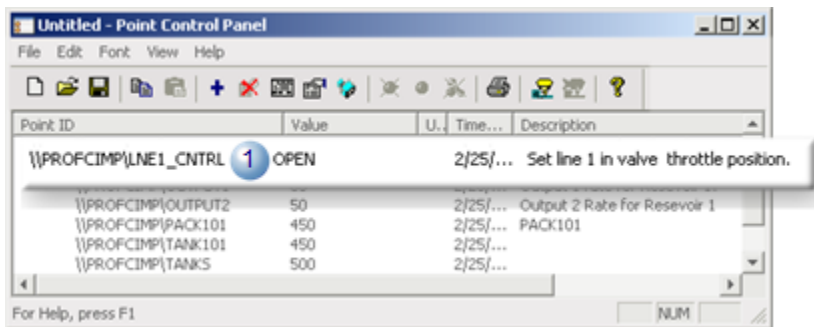 Untitled - Point Control Panel
File Edit Font View Help
Point ID Value U.. Time... Description
\\PROFCIMP\LNE1_CNTRL 1 OPEN 2/25/... Set line 1 in valve throttle position.
\\PROFCIMP\OUTPUT2 50 2/25/... Output 2 Rate for Resevoir 1
\\PROFCIMP\PACK101 450 2/25/... PACK101
\\PROFCIMP\TANK101 450 2/25/...
\\PROFCIMP\TANKS 500 2/25/...
For Help, press F1 NUM